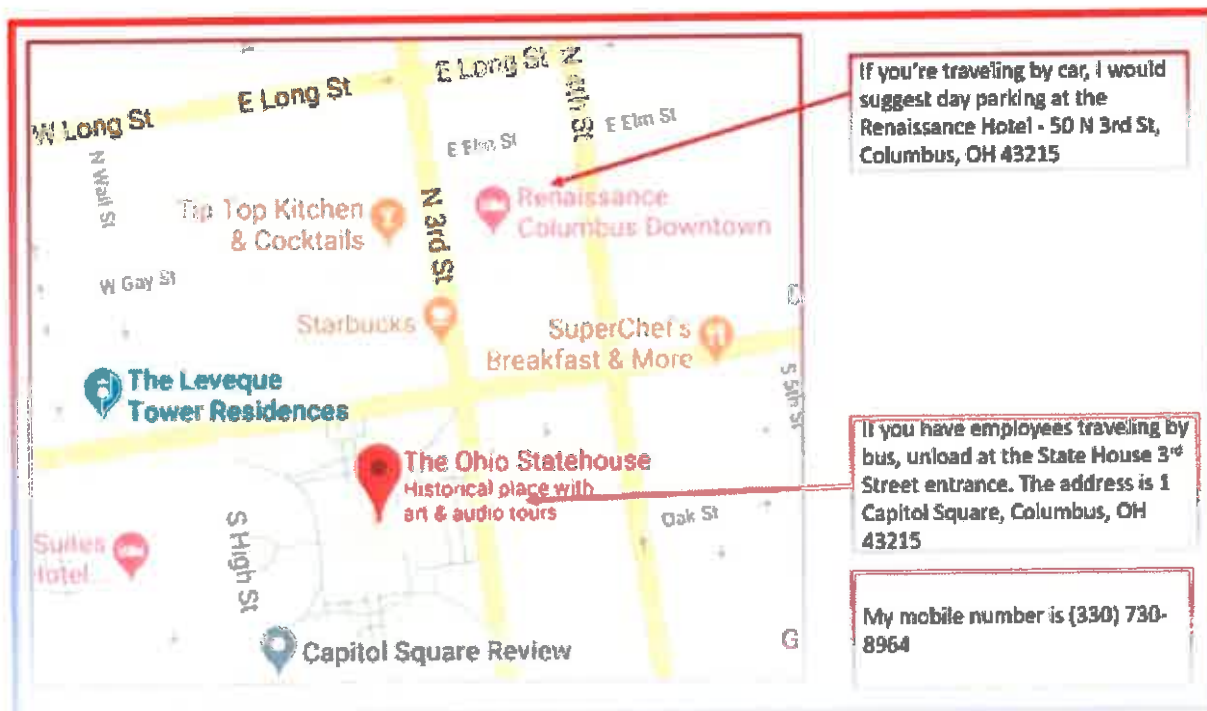 E Long St
E Long St
W Long St
N 4th St
E Elm St
E Elm St
N Wall St
N 3rd St
Tip Top Kitchen
& Cocktails
Renaissance
Columbus Downtown
W Gay St
Starbucks
SuperChef's
Breakfast & More
The Leveque
Tower Residences
S 5th St
The Ohio Statehouse
Historical place with
art & audio tours
Oak St
S High St
Suites
Hotel
Capitol Square Review
G
If you're traveling by car, I would
suggest day parking at the
Renaissance Hotel - 50 N 3rd St,
Columbus, OH 43215
If you have employees traveling by
bus, unload at the State House 3rd
Street entrance. The address is 1
Capitol Square, Columbus, OH
43215
My mobile number is (330) 730-
8964